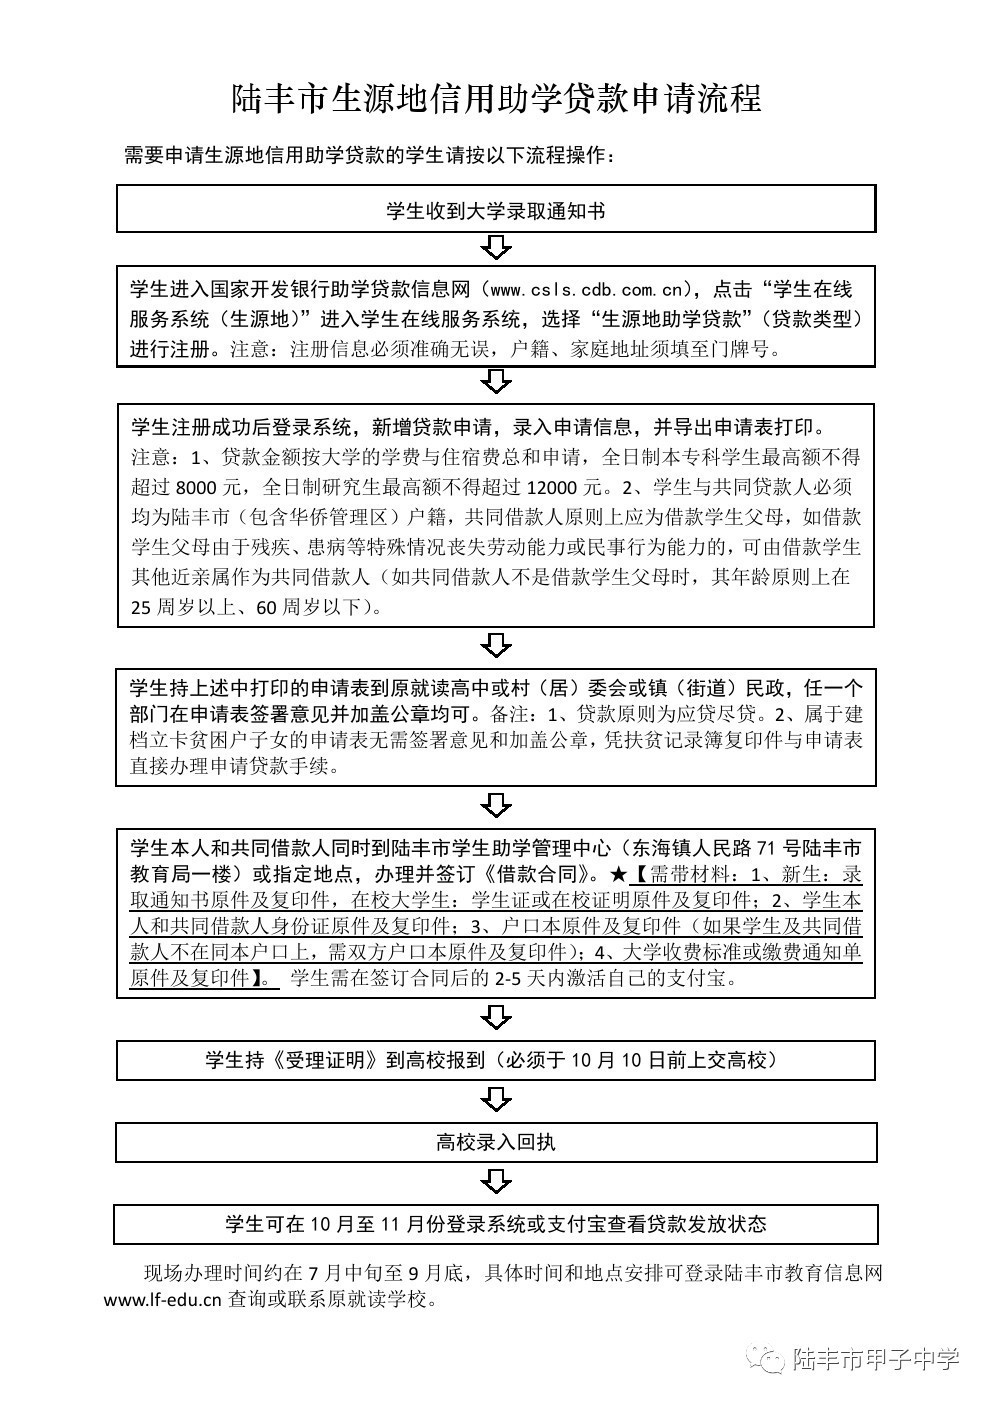 陆丰市生源地信用助学贷款申请流程
需要申请生源地信用助学贷款的学生请按以下流程操作：
学生收到大学录取通知书
学生进入国家开发银行助学贷款信息网（www.csls.cdb.com.cn），点击“学生在线
服务系统（生源地）”进入学生在线服务系统，选择“生源地助学贷款”（贷款类型）
进行注册。注意：注册信息必须准确无误，户籍、家庭地址须填至门牌号。
学生注册成功后登录系统，新增贷款申请，录入申请信息，并导出申请表打印。
注意：1、贷款金额按大学的学费与住宿费总和申请，全日制本专科学生最高额不得
超过 8000 元，全日制研究生最高额不得超过 12000 元。2、学生与共同贷款人必须
均为陆丰市（包含华侨管理区）户籍，共同借款人原则上应为借款学生父母，如借款
学生父母由于残疾、患病等特殊情况丧失劳动能力或民事行为能力的，可由借款学生
其他近亲属作为共同借款人（如共同借款人不是借款学生父母时，其年龄原则上在
25 周岁以上、60 周岁以下）。
学生持上述中打印的申请表到原就读高中或村（居）委会或镇（街道）民政，任一个
部门在申请表签署意见并加盖公章均可。备注：1、贷款原则为应贷尽贷。2、属于建
档立卡贫困户子女的申请表无需签署意见和加盖公章，凭扶贫记录簿复印件与申请表
直接办理申请贷款手续。
学生本人和共同借款人同时到陆丰市学生助学管理中心（东海镇人民路 71 号陆丰市
教育局一楼）或指定地点，办理并签订《借款合同》。★【需带材料：1、新生：录
取通知书原件及复印件，在校大学生：学生证或在校证明原件及复印件；2、学生本
人和共同借款人身份证原件及复印件；3、户口本原件及复印件（如果学生及共同借
款人不在同本户口上，需双方户口本原件及复印件）；4、大学收费标准或缴费通知单
原件及复印件】。 学生需在签订合同后的 2-5 天内激活自己的支付宝。
学生持《受理证明》到高校报到（必须于 10 月 10 日前上交高校）
高校录入回执
学生可在 10 月至 11 月份登录系统或支付宝查看贷款发放状态
现场办理时间约在 7 月中旬至 9 月底，具体时间和地点安排可登录陆丰市教育信息网
www.lf-edu.cn 查询或联系原就读学校。
陆丰市甲子中学